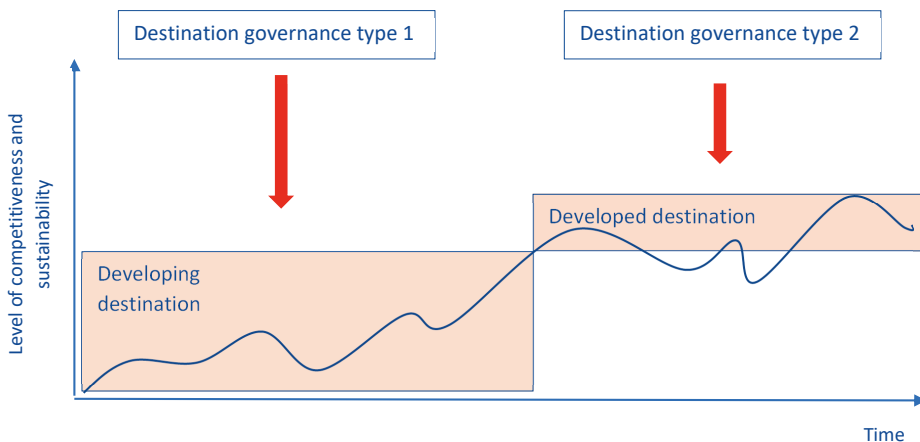 Destination governance type 1
Destination governance type 2
Level of competitiveness and
sustainability
Developed destination
Developing
destination
Time